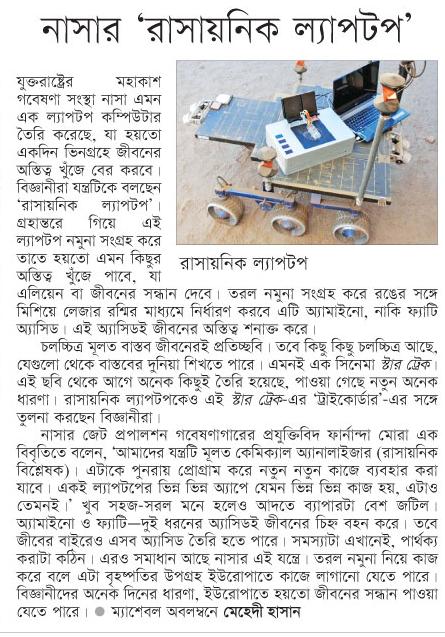 নাসার ‘রাসায়নিক ল্যাপটপ’
যুক্তরাষ্ট্রের মহাকাশ
গবেষণা সংস্থা নাসা এমন
এক ল্যাপটপ কম্পিউটার
তৈরি করেছে, যা হয়তো
একদিন ভিনগ্রহে জীবনের
অস্তিত্ব খুঁজে বের করবে।
বিজ্ঞানীরা যন্ত্রটিকে বলছেন
‘রাসায়নিক ল্যাপটপ’।
গ্রহান্তরে গিয়ে এই
ল্যাপটপ নমুনা সংগ্রহ করে
তাতে হয়তো এমন কিছুর
অস্তিত্ব খুঁজে পাবে, যা
রাসায়নিক ল্যাপটপ
এলিয়েন বা জীবনের সন্ধান দেবে। তরল নমুনা সংগ্রহ করে রঙের সঙ্গে
মিশিয়ে লেজার রশ্মির মাধ্যমে নির্ধারণ করবে এটি অ্যামাইনো, নাকি ফ্যাটি
অ্যাসিড। এই অ্যাসিডই জীবনের অস্তিত্ব শনাক্ত করে।
চলচ্চিত্র মূলত বাস্তব জীবনেরই প্রতিচ্ছবি। তবে কিছু কিছু চলচ্চিত্র আছে,
যেগুলো থেকে বাস্তবের দুনিয়া শিখতে পারে। এমনই এক সিনেমা স্টার ট্রেক।
এই ছবি থেকে আগে অনেক কিছুই তৈরি হয়েছে, পাওয়া গেছে নতুন অনেক
ধারণা। রাসায়নিক ল্যাপটপকেও এই স্টার ট্রেক-এর ‘ট্রাইকোর্ডার’-এর সঙ্গে
তুলনা করছেন বিজ্ঞানীরা।
নাসার জেট প্রপালশন গবেষণাগারের প্রযুক্তিবিদ ফার্নান্দা মোরা এক
বিবৃতিতে বলেন, ‘আমাদের যন্ত্রটি মূলত কেমিক্যাল অ্যানালাইজার (রাসায়নিক
বিশ্লেষক)। এটাকে পুনরায় প্রোগ্রাম করে নতুন নতুন কাজে ব্যবহার করা
যাবে। একই ল্যাপটপের ভিন্ন ভিন্ন অ্যাপে যেমন ভিন্ন ভিন্ন কাজ হয়, এটাও
তেমনই।’ খুব সহজ-সরল মনে হলেও আদতে ব্যাপারটা বেশ জটিল।
অ্যামাইনো ও ফ্যাটি—দুই ধরনের অ্যাসিডই জীবনের চিহ্ন বহন করে। তবে
জীবের বাইরেও এসব অ্যাসিড তৈরি হতে পারে। সমস্যাটা এখানেই, পার্থক্য
করাটা কঠিন। এরও সমাধান আছে নাসার এই যন্ত্রে। তরল নমুনা নিয়ে কাজ
করে বলে এটা বৃহস্পতির উপগ্রহ ইউরোপাতে কাজে লাগানো যেতে পারে।
বিজ্ঞানীদের অনেক দিনের ধারণা, ইউরোপাতে হয়তো জীবনের সন্ধান পাওয়া
যেতে পারে। ● ম্যাশেবল অবলম্বনে মেহেদী হাসান